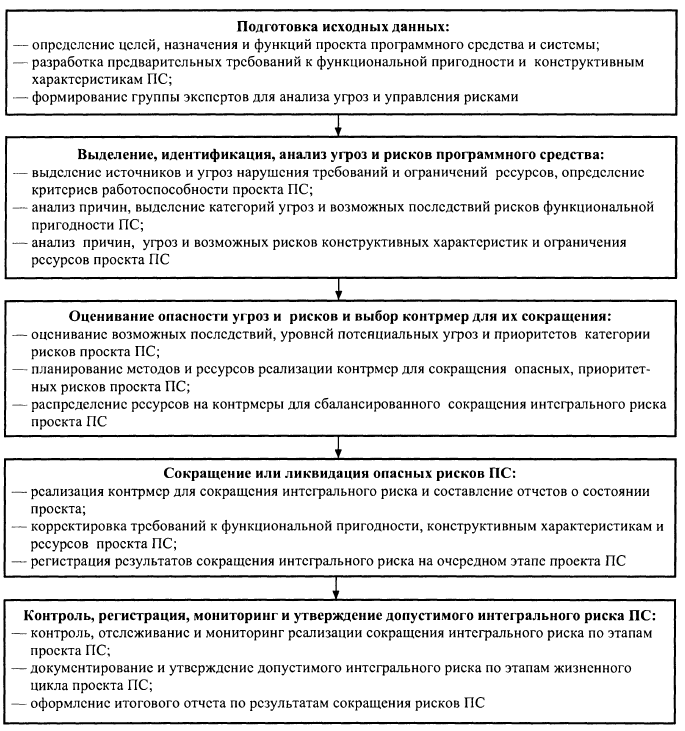 Подготовка исходных данных:
— определение целей, назначения и функций проекта программного средства и системы;
— разработка предварительных требований к функциональной пригодности и конструктивным
характеристикам ПС;
— формирование группы экспертов для анализа угроз и управления рисками
Выделение, идентификация, анализ угроз и рисков программного средства:
— выделение источников и угроз нарушения требований и ограничений ресурсов, определение
критериев работоспособности проекта ПС;
— анализ причин, выделение категорий угроз и возможных последствий рисков функциональной
пригодности ПС;
— анализ причин, угроз и возможных рисков конструктивных характеристик и ограничения
ресурсов проекта ПС
Оценивание опасности угроз и рисков и выбор контрмер для их сокращения:
— оценивание возможных последствий, уровней потенциальных угроз и приоритетов категории
рисков проекта ПС;
— планирование методов и ресурсов реализации контрмер для сокращения опасных, приоритет-
ных рисков проекта ПС;
— распределение ресурсов на контрмеры для сбалансированного сокращения интегрального риска
проекта ПС
Сокращение или ликвидация опасных рисков ПС:
— реализация контрмер для сокращения интегрального риска и составление отчетов о состоянии
проекта;
— корректировка требований к функциональной пригодности, конструктивным характеристикам и
ресурсов проекта ПС;
— регистрация результатов сокращения интегрального риска на очередном этапе проекта ПС
Контроль, регистрация, мониторинг и утверждение допустимого интегрального риска ПС:
— контроль, отслеживание и мониторинг реализации сокращения интегрального риска по этапам
проекта ПС;
— документирование и утверждение допустимого интегрального риска по этапам жизненного
цикла проекта ПС;
— оформление итогового отчета по результатам сокращения рисков ПС